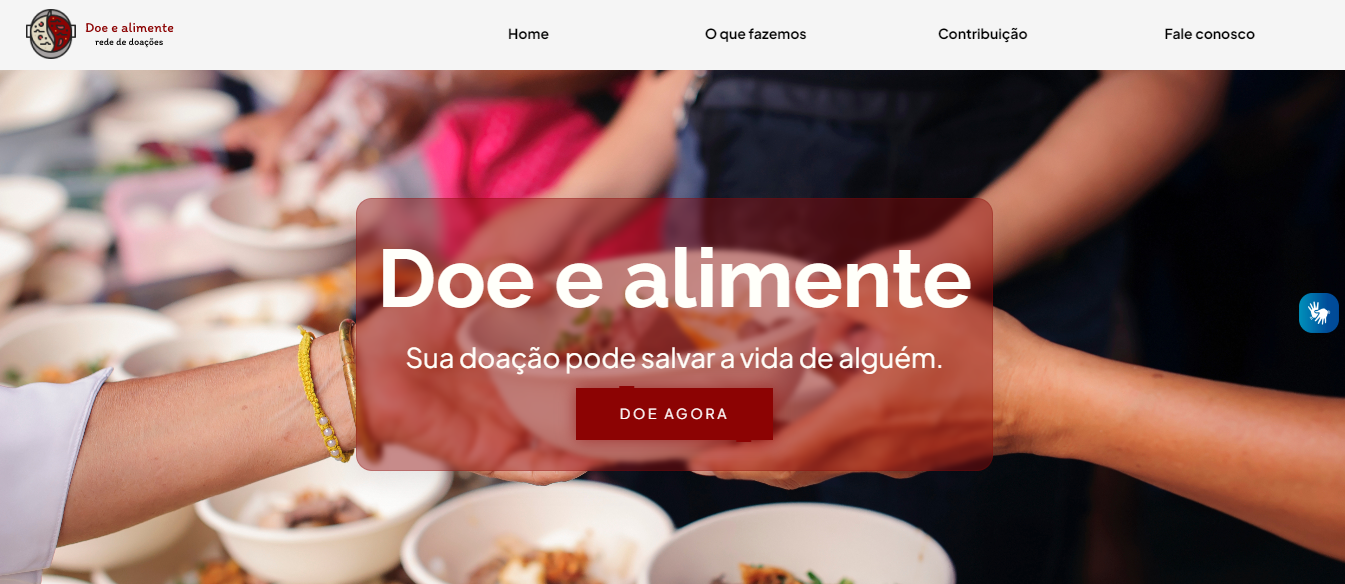 Doe e alimente
rede de doações
Home
O que fazemos
Contribuição
Fale conosco
Doe e alimente
Sua doação pode salvar a vida de alguém.
DOE AGORA